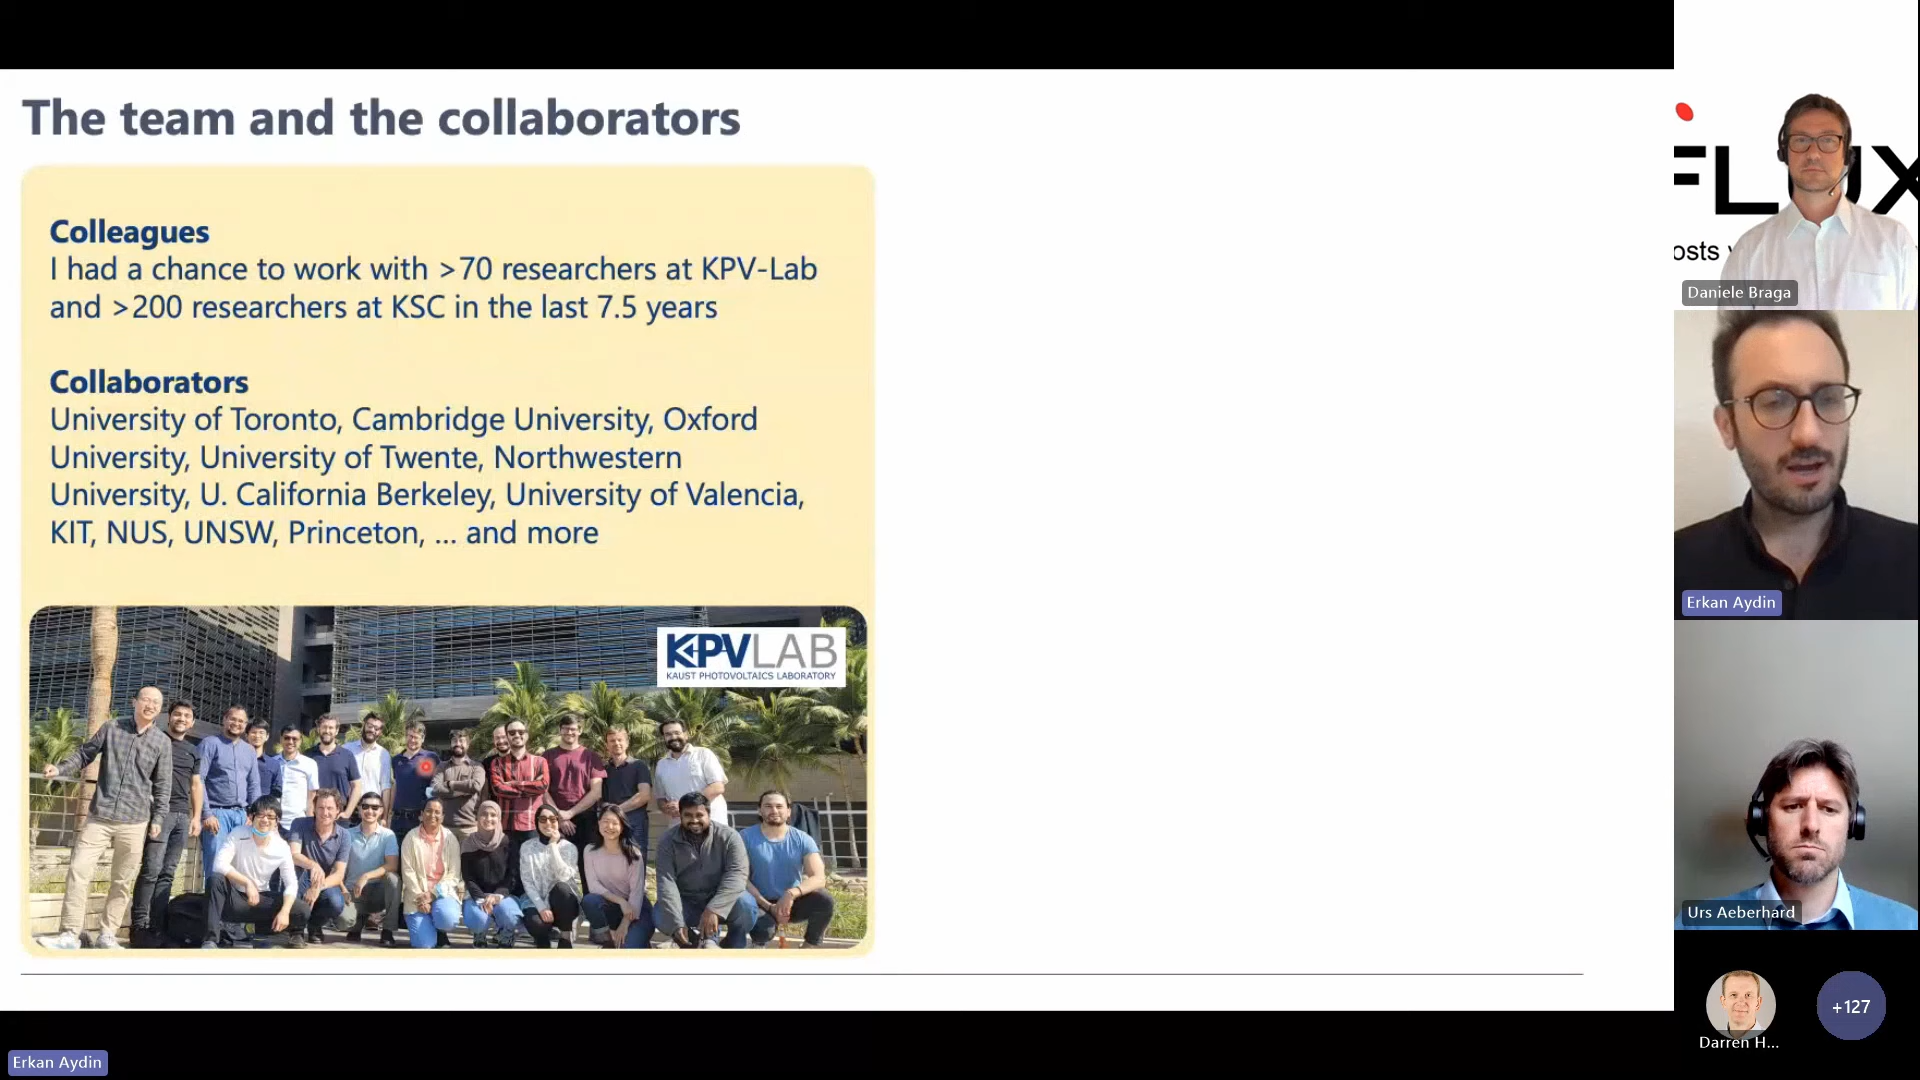 The team and the collaborators
Colleagues
I had a chance to work with >70 researchers at KPV-Lab
and >200 researchers at KSC in the last 7.5 years
Collaborators
University of Toronto, Cambridge University, Oxford
University, University of Twente, Northwestern
University, U. California Berkeley, University of Valencia,
KIT, NUS, UNSW, Princeton, ... and more
KPVLAB
KAUST PHOTOVOLTAICS LABORATORY
FLUX
osts
Daniele Braga
Erkan Aydin
Urs Aeberhard
Darren H...
+127
Erkan Aydin